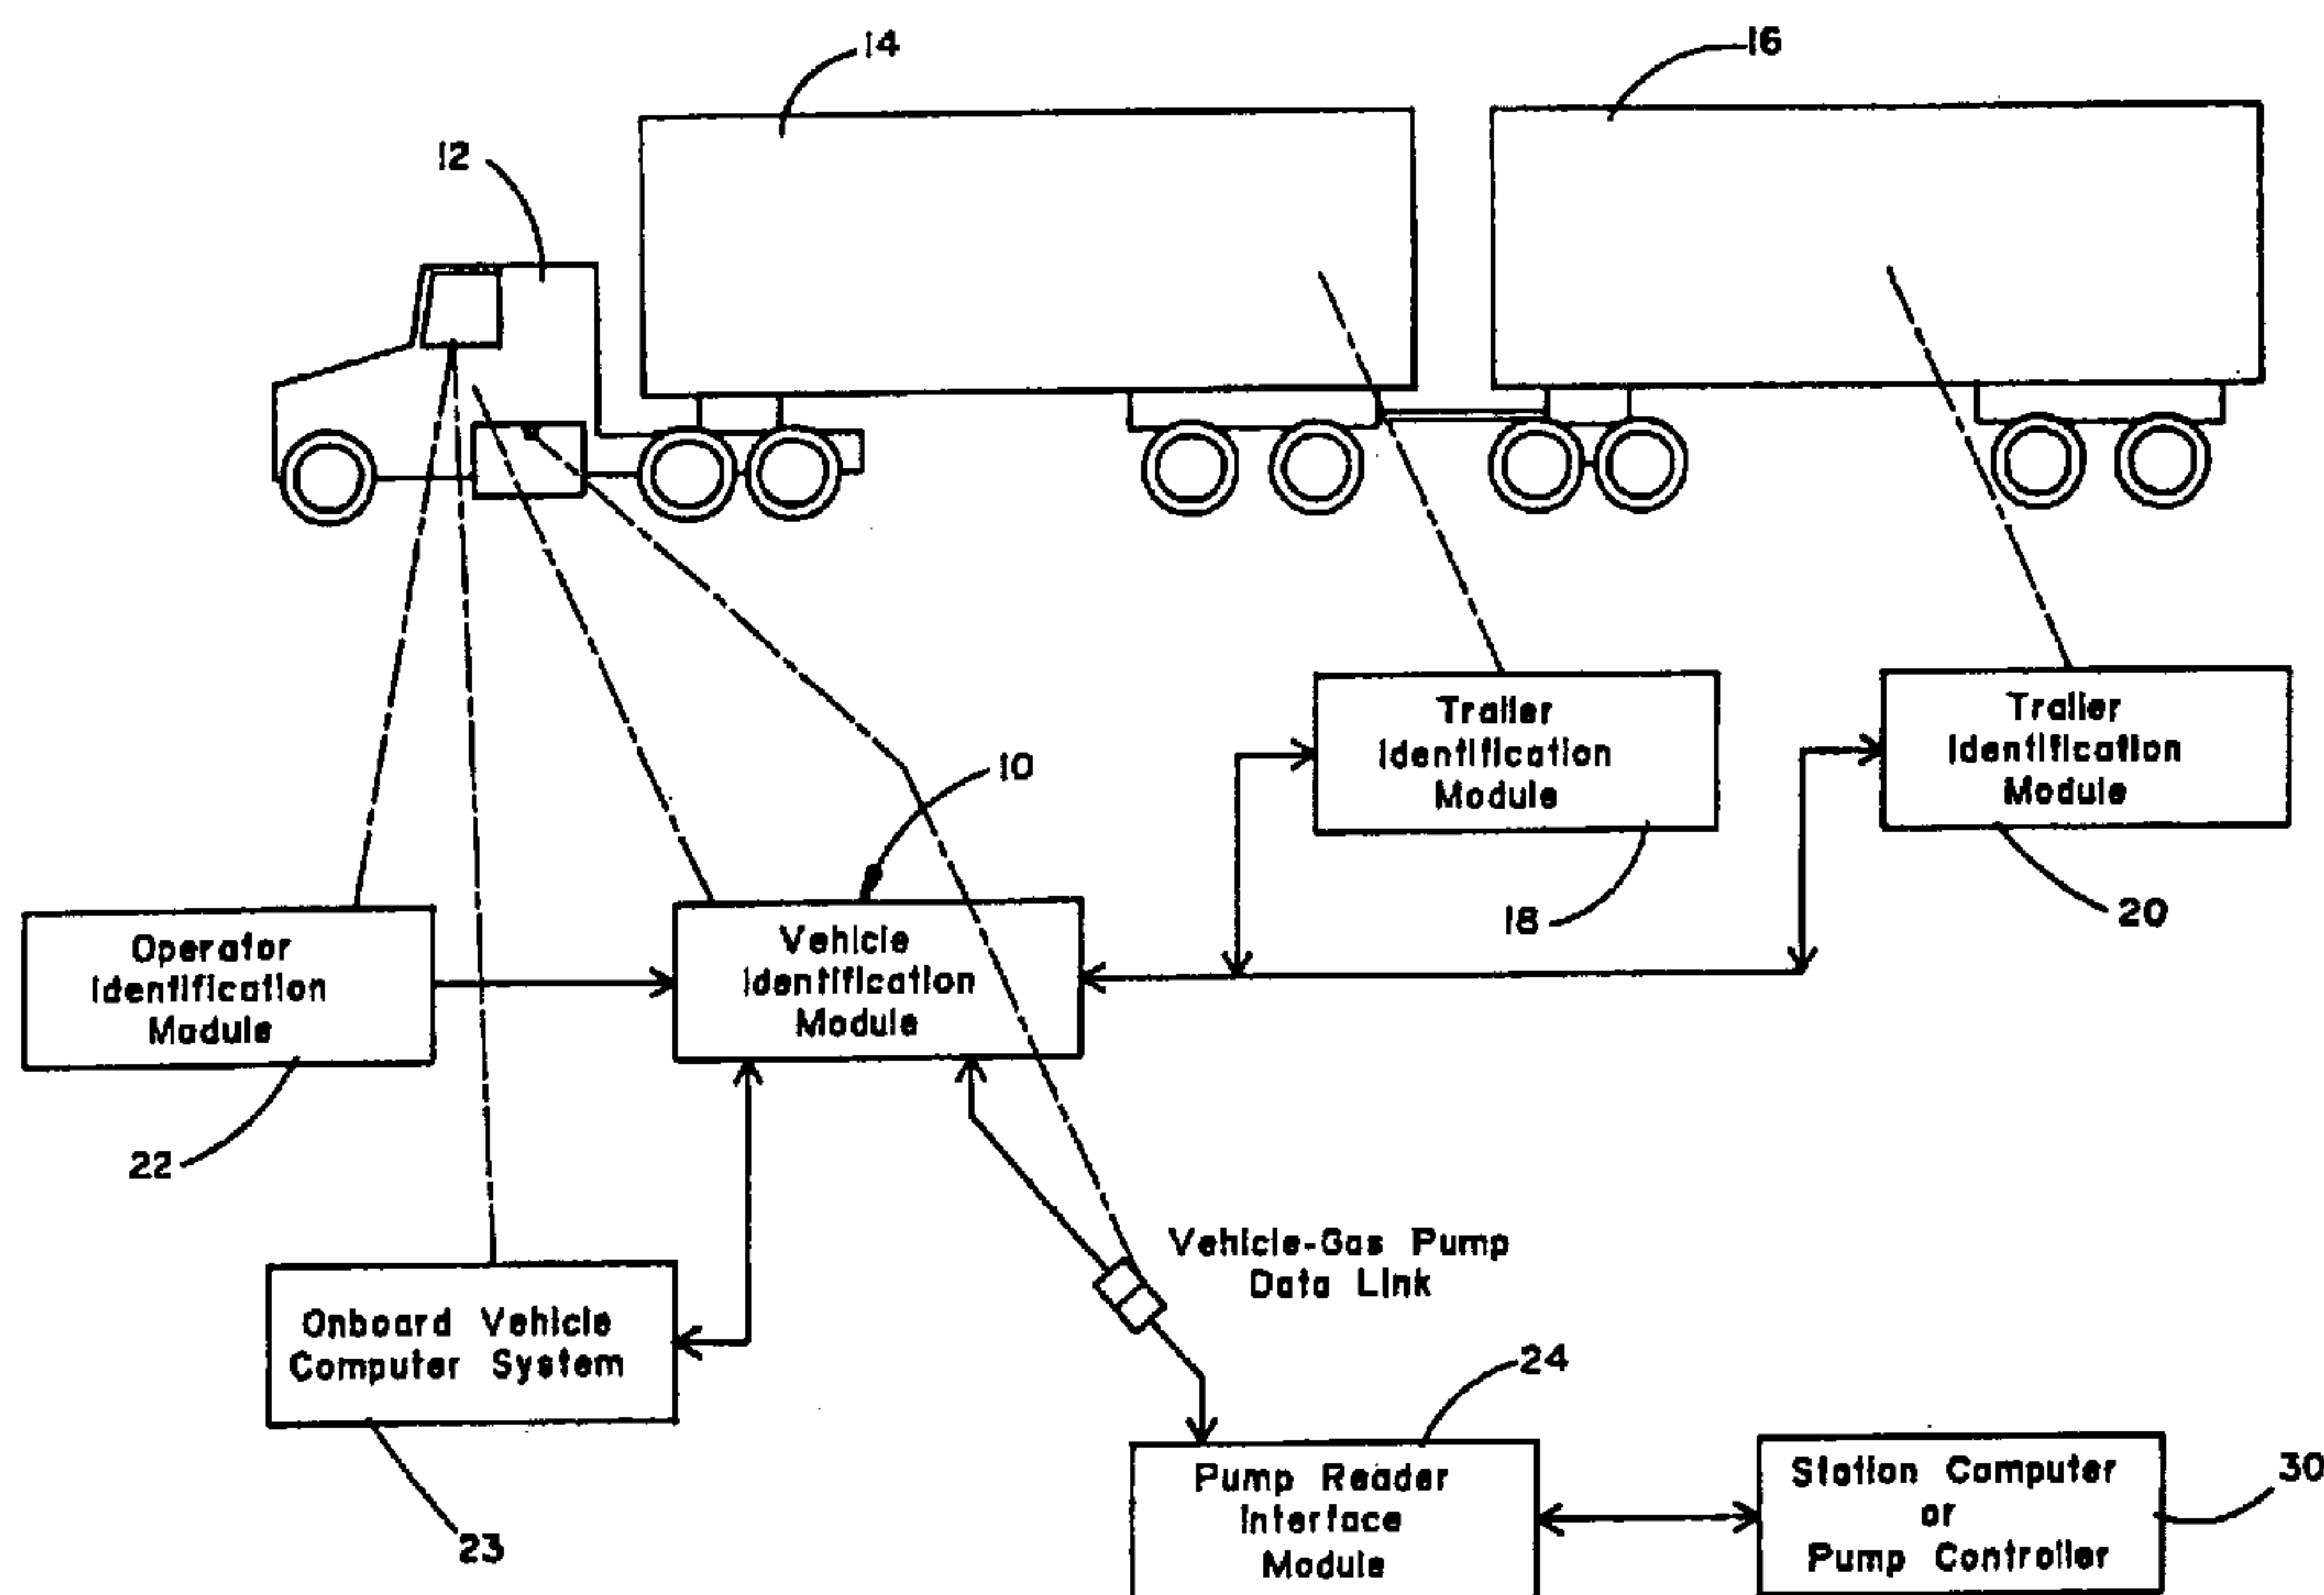 14
16
12
Trailer
Identification
Module
Trailer
Identification
Module
10
18
20
Operator
Identification
Module
Vehicle
Identification
Module
22
Vehicle-Gas Pump
Data Link
Onboard Vehicle
Computer System
24
23
Pump Reader
Interface
Module
Station Computer
or
Pump Controller
30